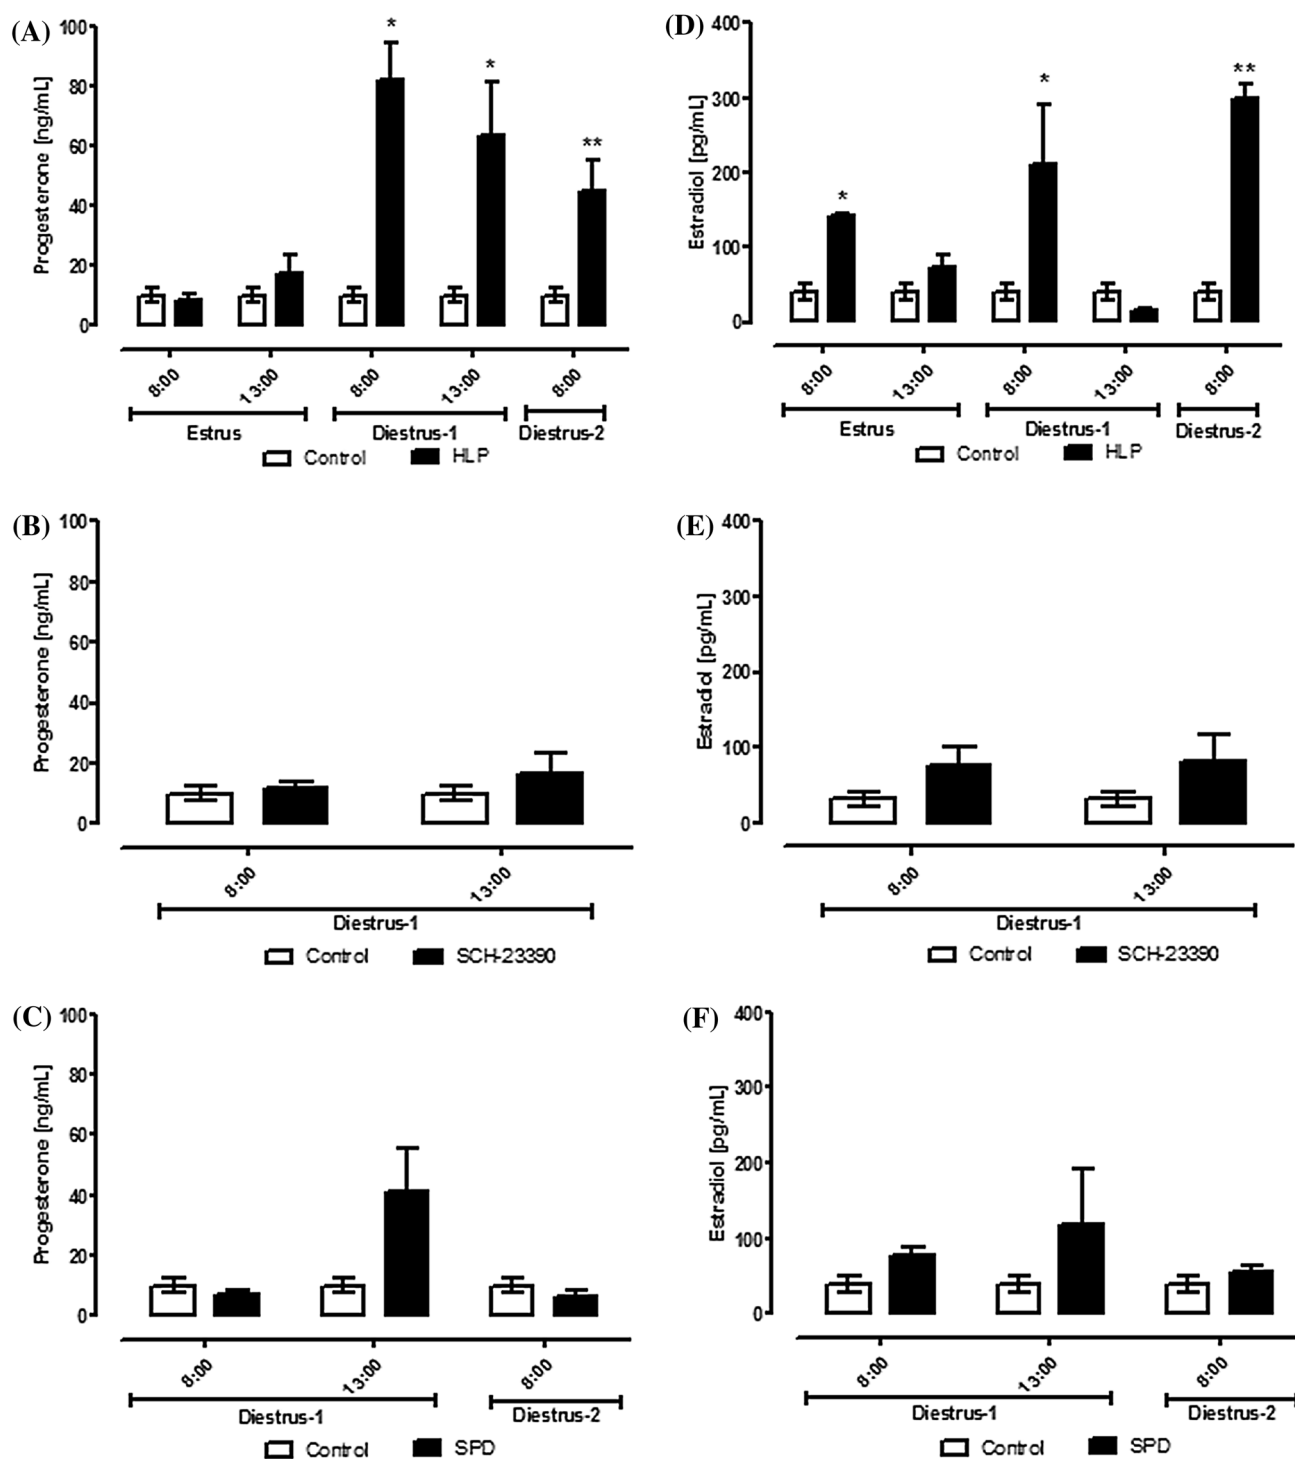 (A)
Progesterone [ng/mL]
100
80
60
40
20
0
*
*
**
8:00
13:00
8:00
13:00
8:00
Estrus
Diestrus-1
Diestrus-2
Control
HLP
(D)
Estradiol [pg/mL]
400
300
200
100
0
*
*
**
8:00
13:00
8:00
13:00
8:00
Estrus
Diestrus-1
Diestrus-2
Control
HLP
(B)
Progesterone [ng/mL]
100
80
60
40
20
0
8:00
13:00
Diestrus-1
Control
SCH-23390
(E)
Estradiol [pg/mL]
400
300
200
100
0
8:00
13:00
Diestrus-1
Control
SCH-23390
(C)
Progesterone [ng/mL]
100
80
60
40
20
0
8:00
13:00
8:00
Diestrus-1
Diestrus-2
Control
SPD
(F)
Estradiol [pg/mL]
400
300
200
100
0
8:00
13:00
8:00
Diestrus-1
Diestrus-2
Control
SPD